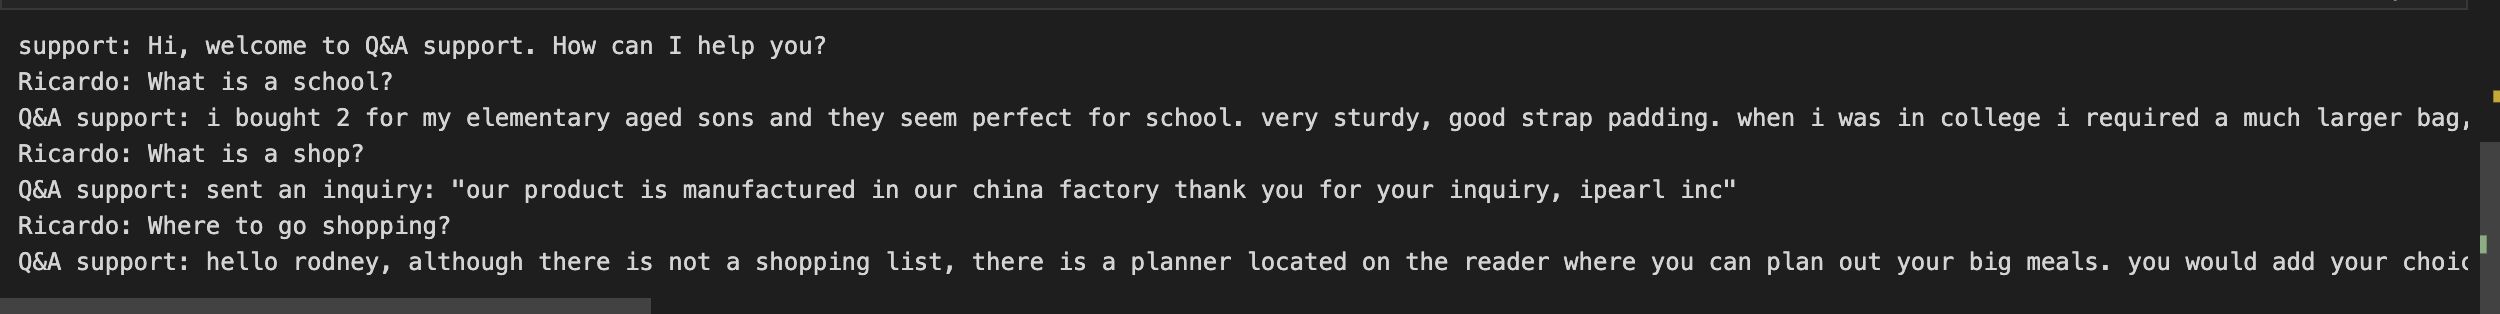 support: Hi, welcome to Q&A support. How can I help you?
Ricardo: What is a school?
Q&A support: i bought 2 for my elementary aged sons and they seem perfect for school. very sturdy, good strap padding. when i was in college i required a much larger bag,
Ricardo: What is a shop?
Q&A support: sent an inquiry: "our product is manufactured in our china factory thank you for your inquiry, ipearl inc"
Ricardo: Where to go shopping?
Q&A support: hello rodney, although there is not a shopping list, there is a planner located on the reader where you can plan out your big meals. you would add your